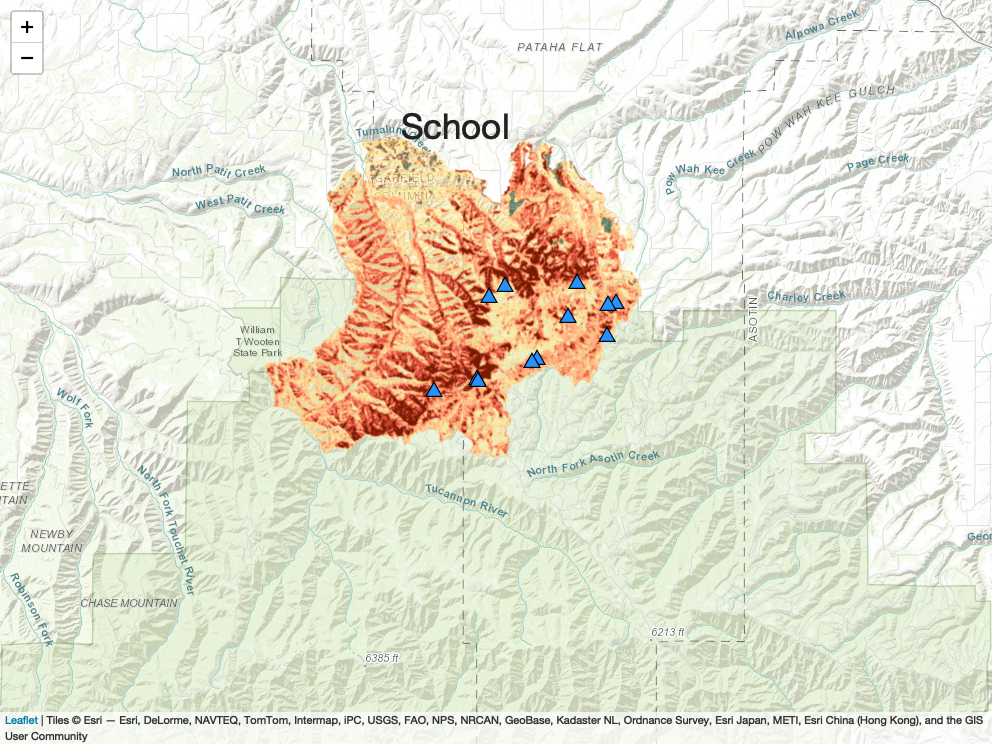 +
−
Alpowa Creek
PATAHA FLAT
POW WAH KEE GULCH
School
Tumalum Creek
Page Creek
Pow Wah Kee Creek
North Patit Creek
GARFIELD
COLUMBIA
West Patit Creek
Charley Creek
ASOTIN
William
T Wooten
State Park
Wolf Fork
North Fork Asotin Creek
North Fork Touchet River
Tucannon River
ETTE
TAIN
NEWBY
MOUNTAIN
Geor
Robinson Fork
CHASE MOUNTAIN
6213 ft
6385 ft
Leaflet | Tiles © Esri — Esri, DeLorme, NAVTEQ, TomTom, Intermap, iPC, USGS, FAO, NPS, NRCAN, GeoBase, Kadaster NL, Ordnance Survey, Esri Japan, METI, Esri China (Hong Kong), and the GIS
User Community